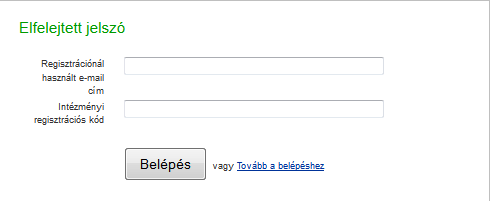 Elfelejtett jelszó
Regisztrációnál
használt e-mail
cím
Intézményi
regisztrációs kód
Belépés vagy Tovább a belépéshez